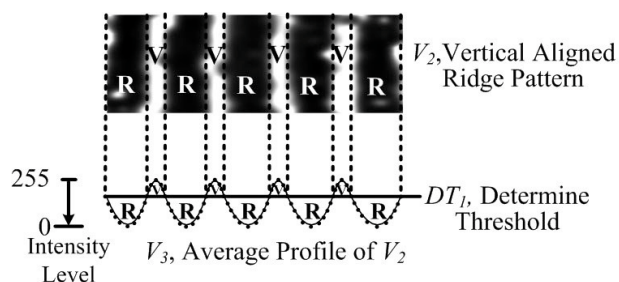 V V V V
R R R R R
V2,Vertical Aligned
Ridge Pattern
255
V V V V
DT1, Determine
Threshold
R R R R R
0
Intensity
Level
V3, Average Profile of V2